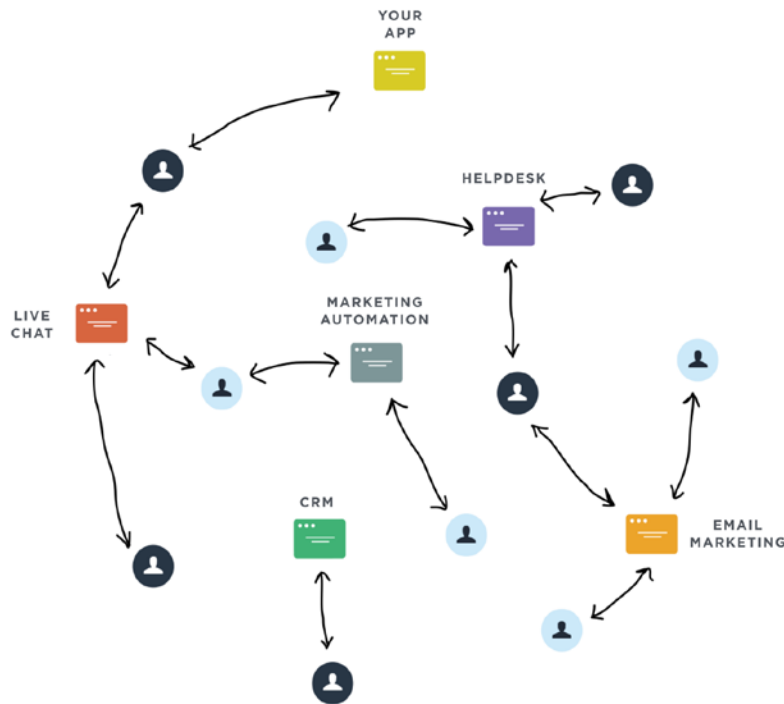 YOUR
APP
HELPDESK
MARKETING
AUTOMATION
LIVE
CHAT
CRM
EMAIL
MARKETING